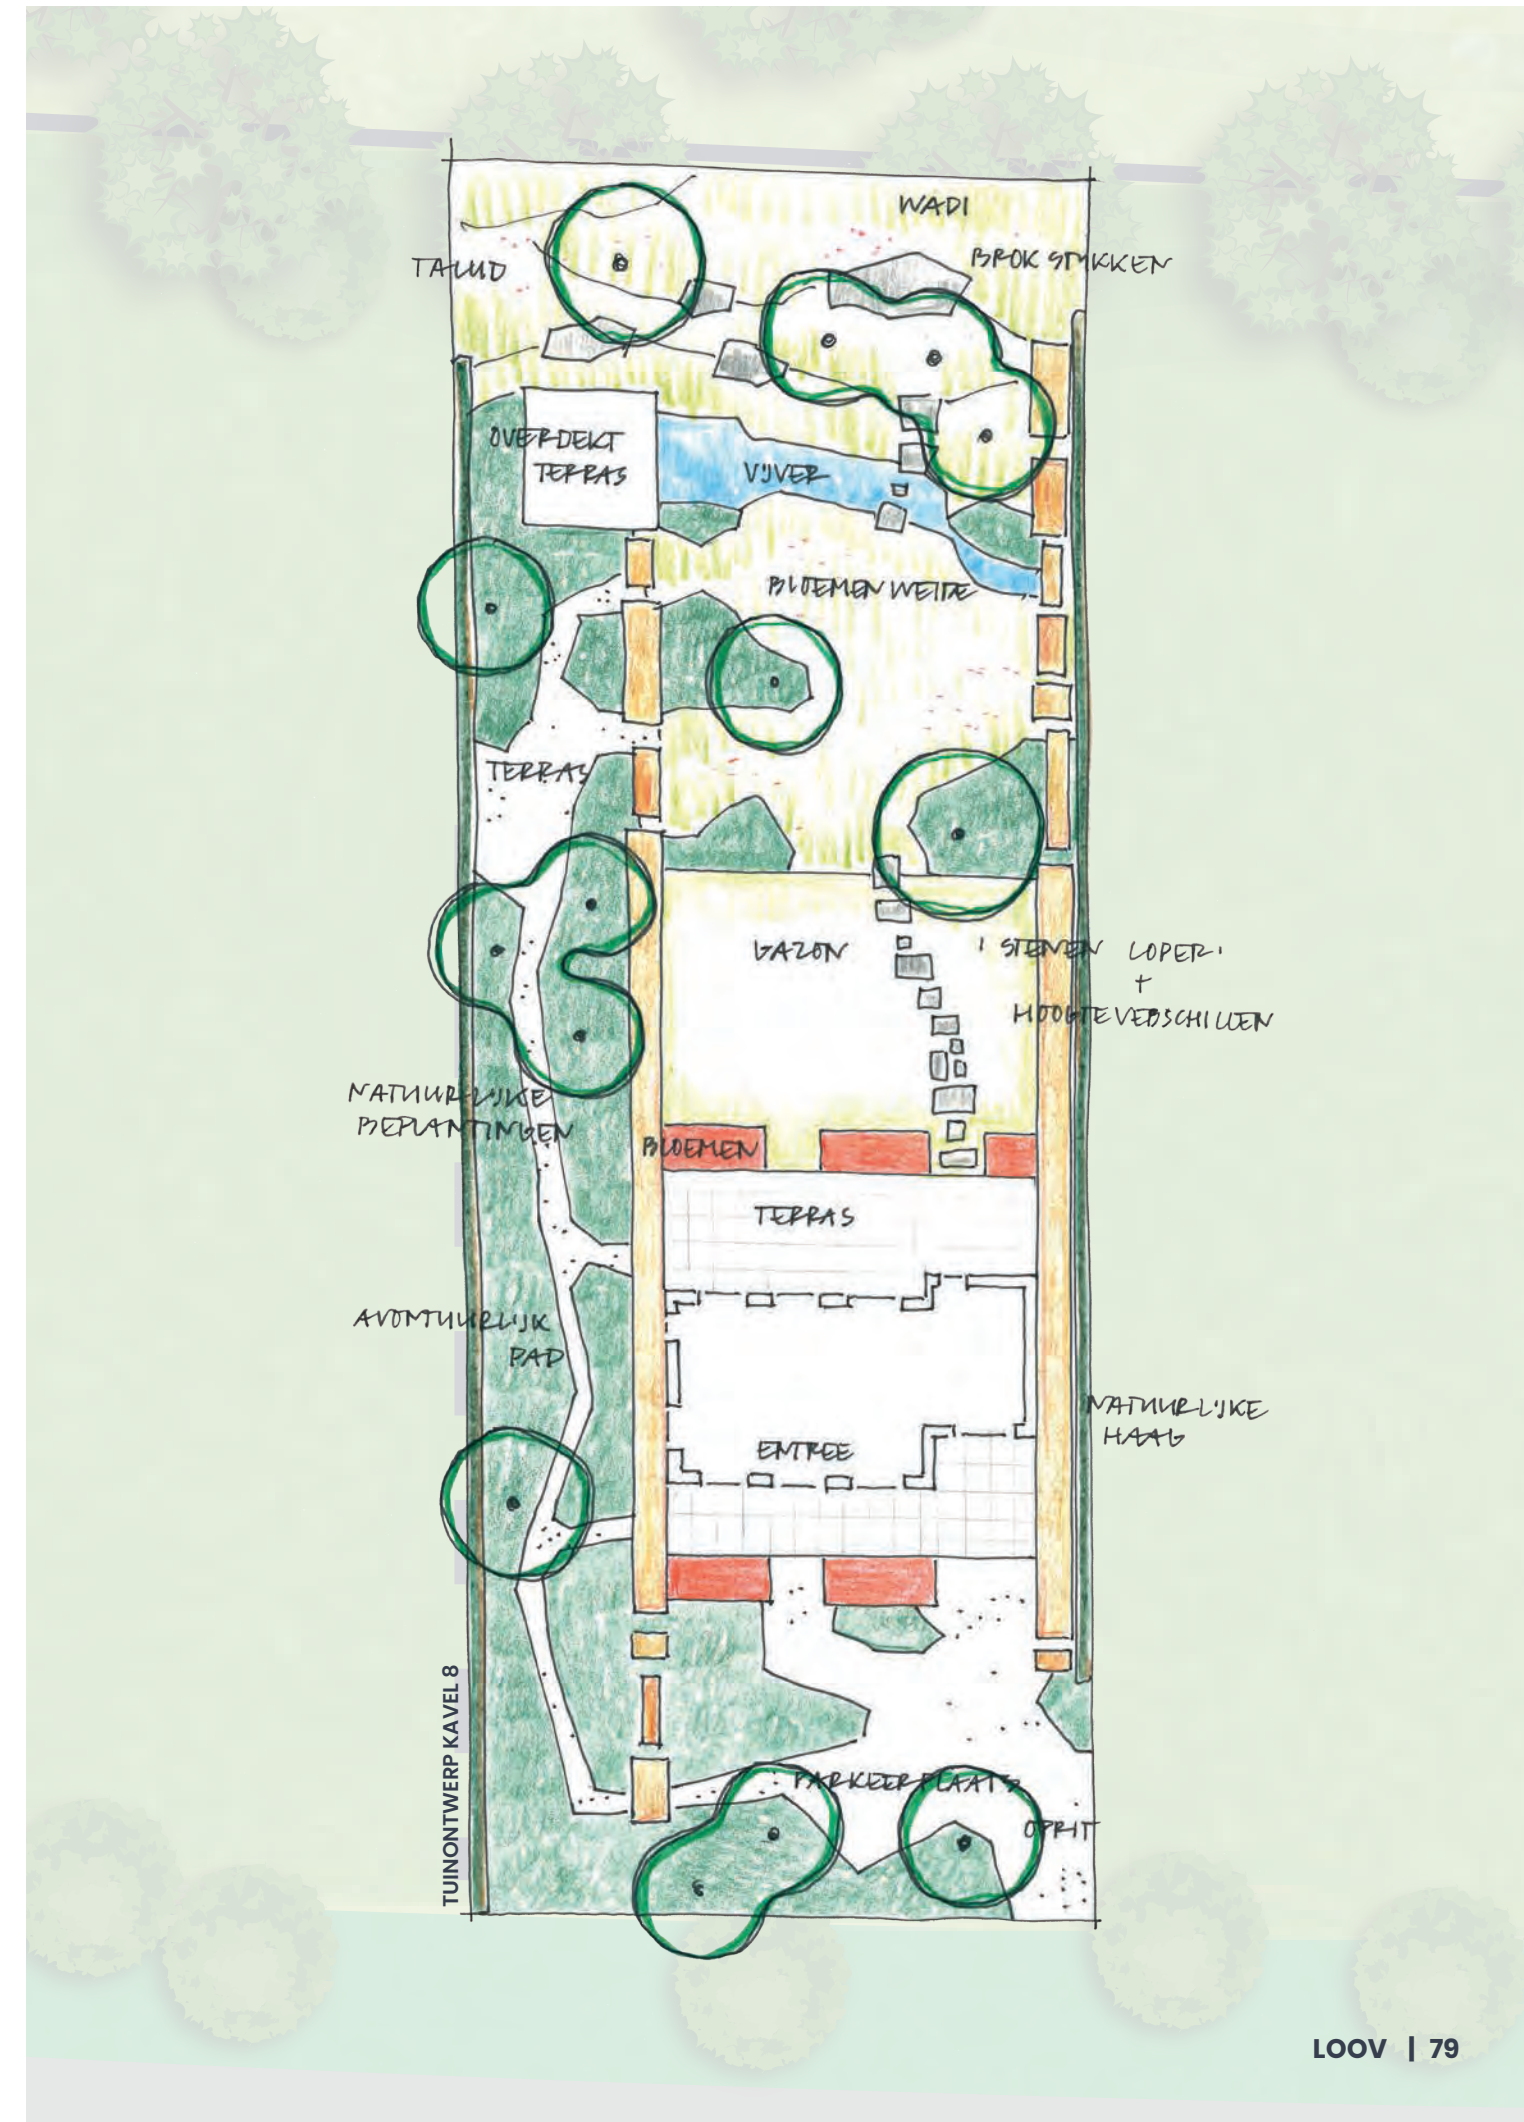 WADI
TALUD
BROKSTUKKEN
OVERDEKT
TERRAS
VIJVER
BLOEMENWEIDE
TERRAS
GAZON
'STENEN LOPER'
+
HOOGTEVERSCHILLEN
NATUURLIJKE
BEPLANTINGEN
BLOEMEN
TERRAS
AVONTUURLIJK
PAD
NATUURLIJKE
HAAG
ENTREE
PARKEERPLAATS
OPRIT
TUINONTWERP KAVEL 8
LOOV | 79